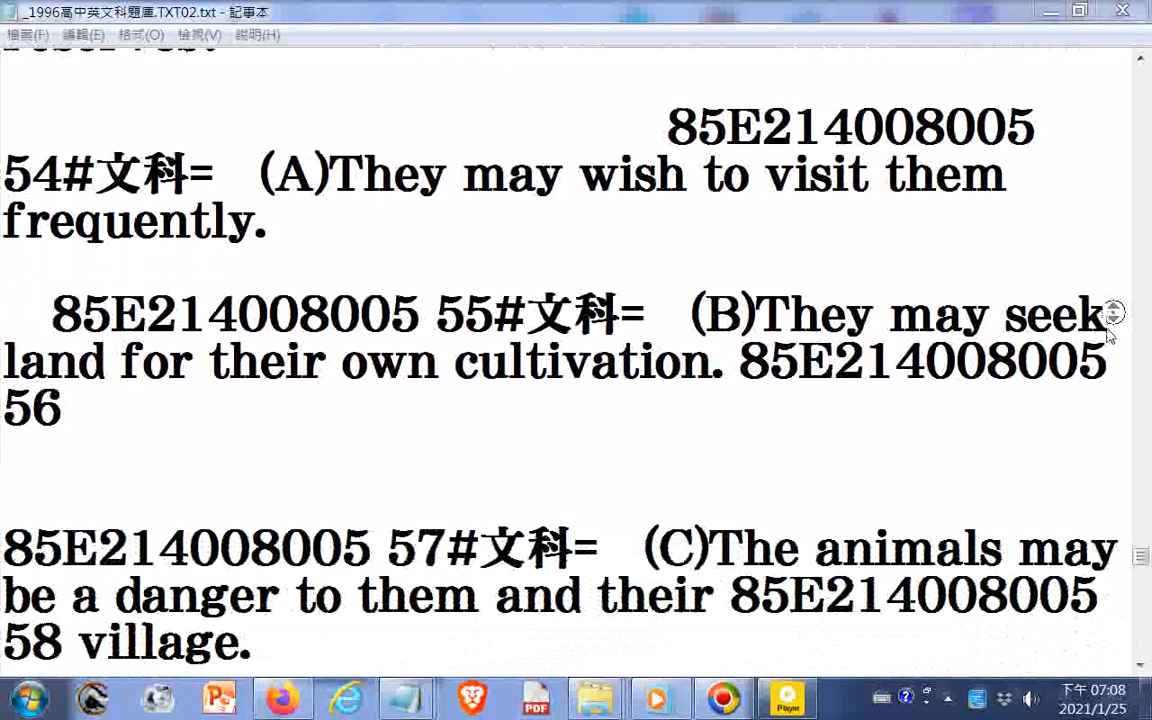 _1996高中英文科題庫.TXT02.txt - 記事本
檔案(F) 編輯(E) 格式(O) 檢視(V) 說明(H)
85E214008005
54#文科= (A)They may wish to visit them
frequently.
85E214008005 55#文科= (B)They may seek
land for their own cultivation. 85E214008005
56
85E214008005 57#文科= (C)The animals may
be a danger to them and their 85E214008005
58 village.
PDF
Player
下午 07:08
2021/1/25